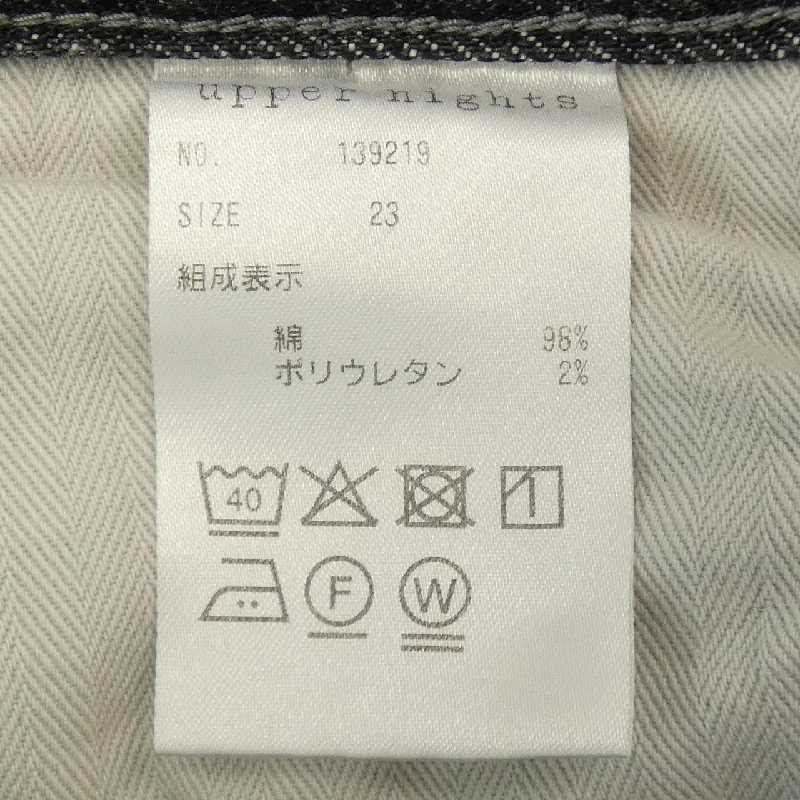 upper nights
NO. 139219
SIZE 23
組成表示
綿 98%
ポリウレタン 2%
40
F
W